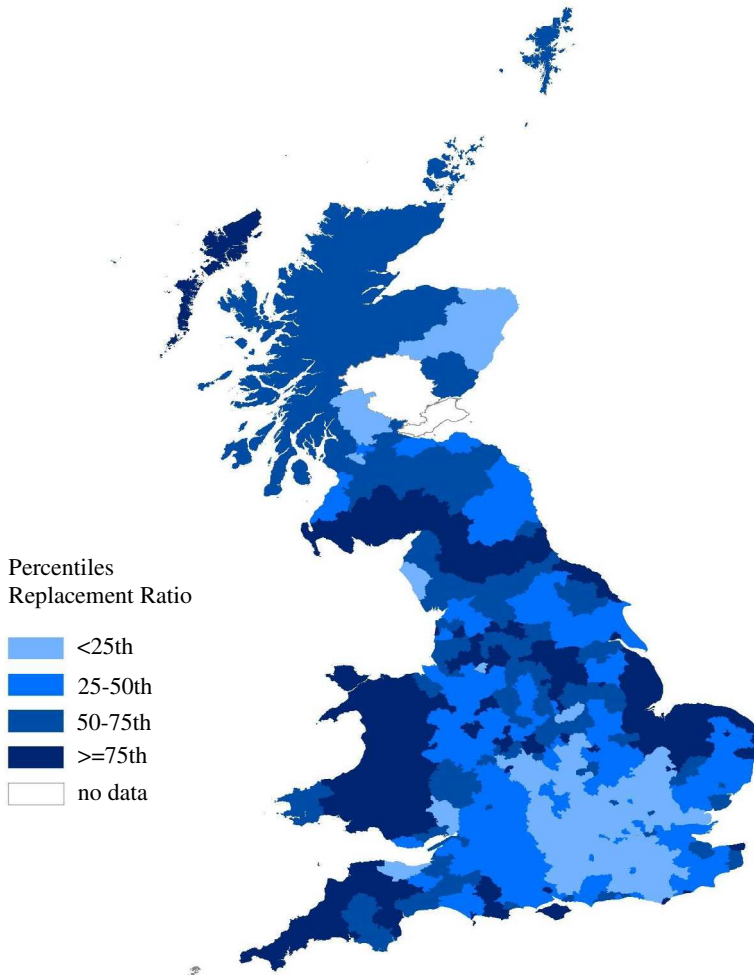 Percentiles
Replacement Ratio
<25th
25-50th
50-75th
>=75th
no data